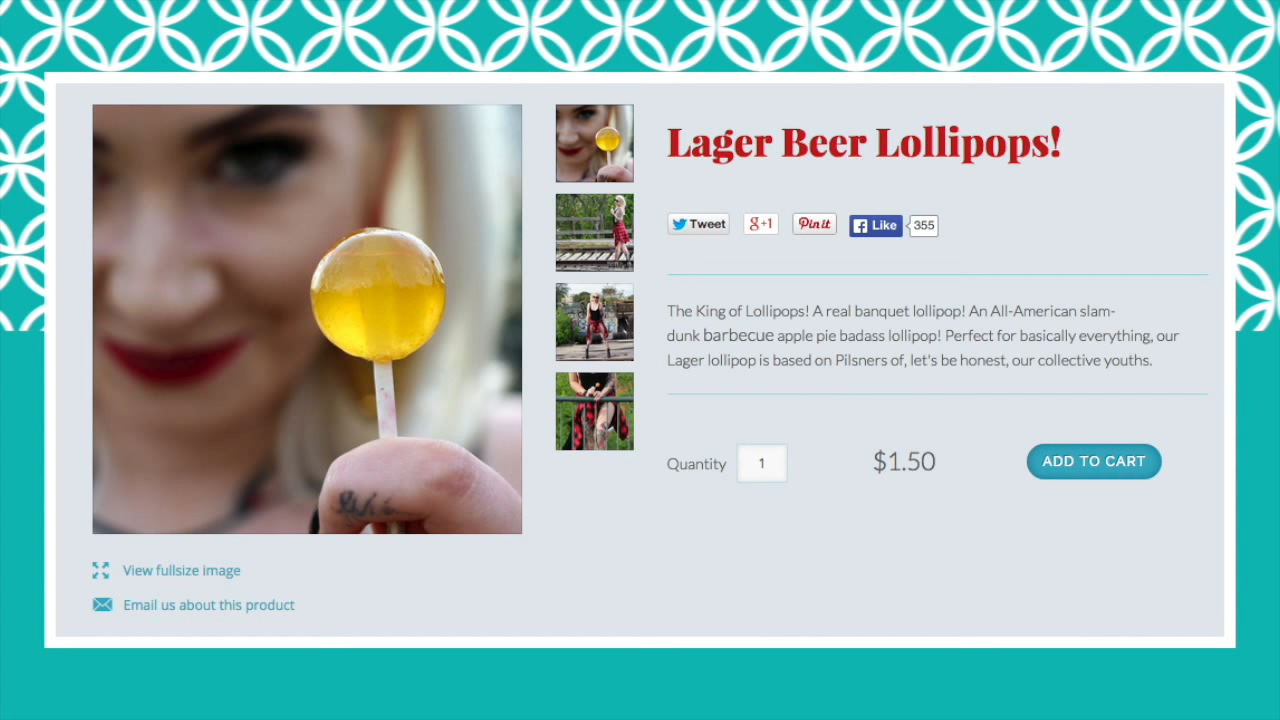 Lager Beer Lollipops!
Tweet
g+1
Pinit
Like
355
The King of Lollipops! A real banquet lollipop! An All-American slam-
dunk barbecue apple pie badass lollipop! Perfect for basically everything, our
Lager lollipop is based on Pilsners of, let's be honest, our collective youths.
Quantity 1 $1.50 ADD TO CART
View fullsize image
Email us about this product